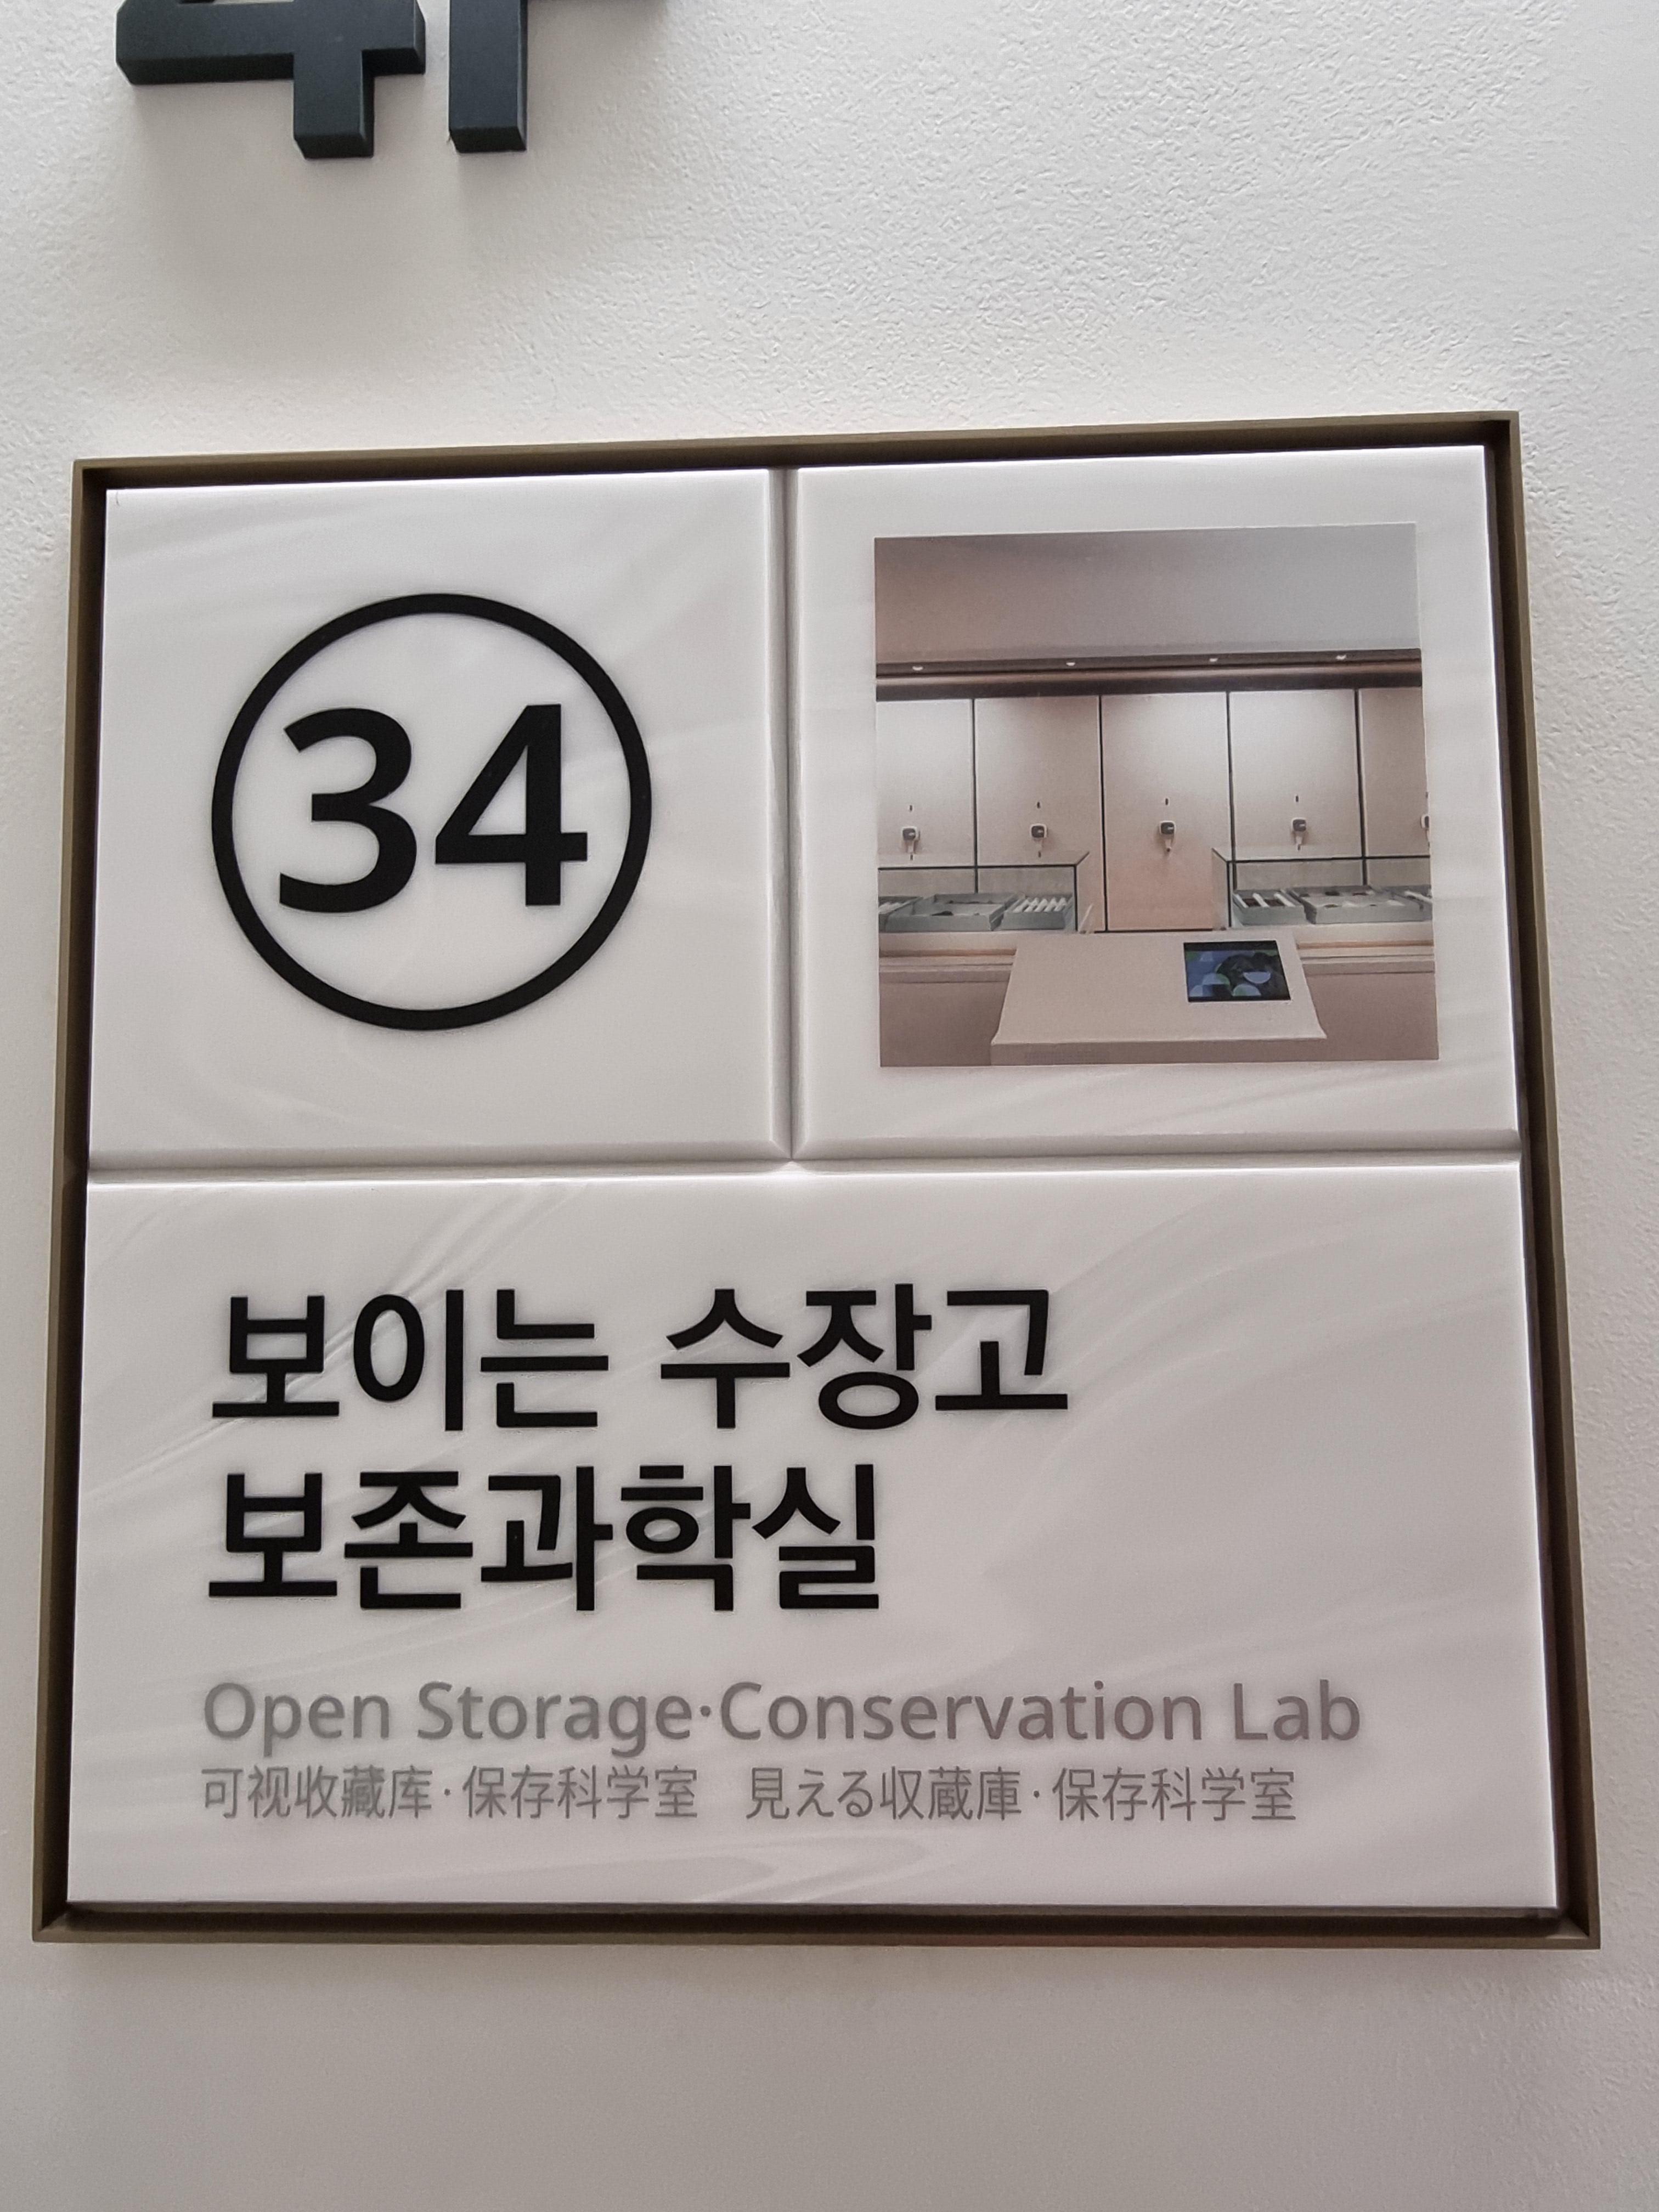 34
보이는 수장고
보존과학실
Open Storage·Conservation Lab
可视收藏库·保存科学室 見える収蔵庫·保存科学室